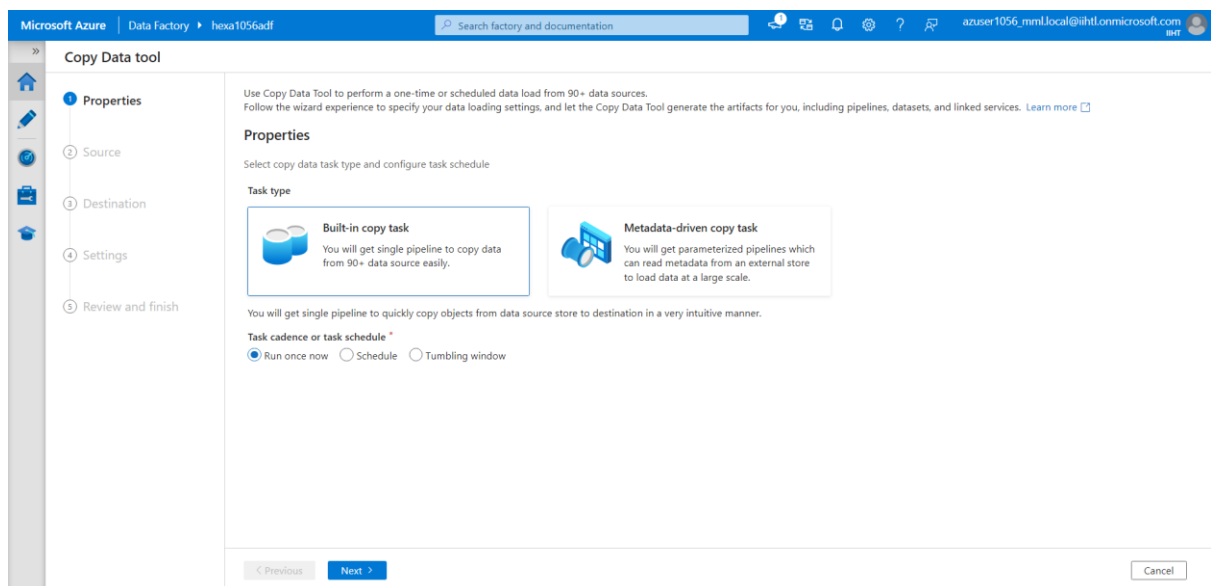 Microsoft Azure | Data Factory ▸ hexa1056adf
Search factory and documentation
1
azuser1056_mml.local@iihtl.onmicrosoft.com
IIHT
»
Copy Data tool
1 Properties
2 Source
3 Destination
4 Settings
5 Review and finish
Use Copy Data Tool to perform a one-time or scheduled data load from 90+ data sources.
Follow the wizard experience to specify your data loading settings, and let the Copy Data Tool generate the artifacts for you, including pipelines, datasets, and linked services. Learn more
Properties
Select copy data task type and configure task schedule
Task type
Built-in copy task
You will get single pipeline to copy data
from 90+ data source easily.
Metadata-driven copy task
You will get parameterized pipelines which
can read metadata from an external store
to load data at a large scale.
You will get single pipeline to quickly copy objects from data source store to destination in a very intuitive manner.
Task cadence or task schedule *
Run once now Schedule Tumbling window
< Previous Next > Cancel